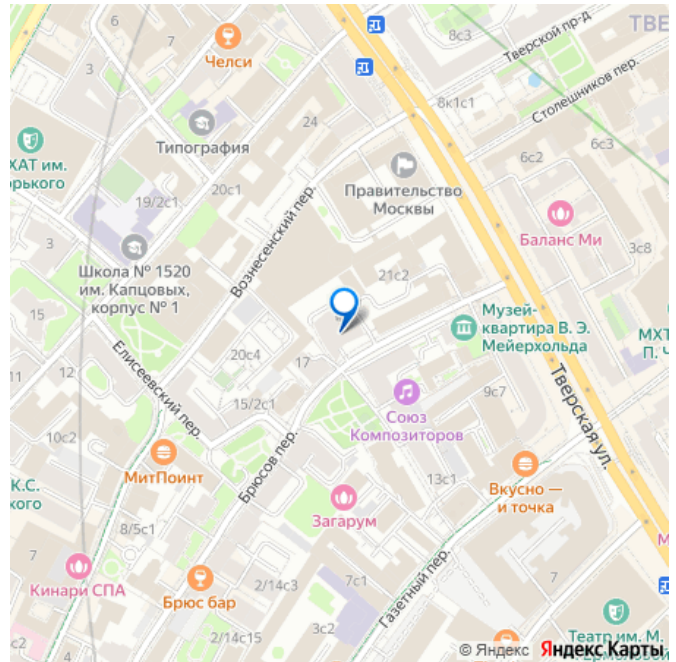 6
7
3
Челси
8с3
ТВЕ
Тверской пр-д
Столешников пер.
8к1с1
24
Типография
ХАТ им.
орького
20с1
19/2с1
Правительство
Москвы
6с2
6с3
Баланс Ми
3с8
3
Школа № 1520
им. Капцовых,
корпус № 1
Вознесенский пер.
21с2
15
Музей-
квартира В. Э.
Мейерхольда
МХТ
П. Ч
12
11
20с4
17
Елисеевский пер.
15/2с1
9с7
Тверская ул.
10с2
Союз
Композиторов
Брюсов пер.
МитПоинт
К.С.
кого
13с1
Вкусно —
и точка
8/5с1
Загарум
7
Кинари СПА
Газетный пер.
М
2/14с3
7с1
Брюс бар
3с2
2/14с15
6с2
Театр им. М.
© Яндекс Яндекс Карты